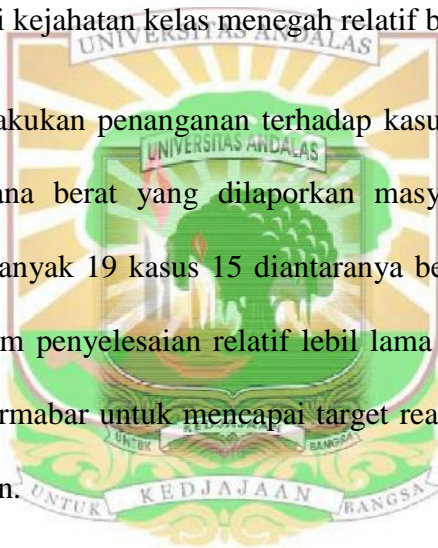 i kejahatan kelas menegah relatif b
UNIVERSITAS ANDALAS
akukan penanganan terhadap kasu
UNIVERSITAS ANDALAS
ana berat yang dilaporkan masy
anyak 19 kasus 15 diantaranya be
m penyelesaian relatif lebil lama
rmabar untuk mencapai target rea
UNTUK KEDJAJAAN BANGSA
n.
UNTUK KEDJAJAAN BANGSA